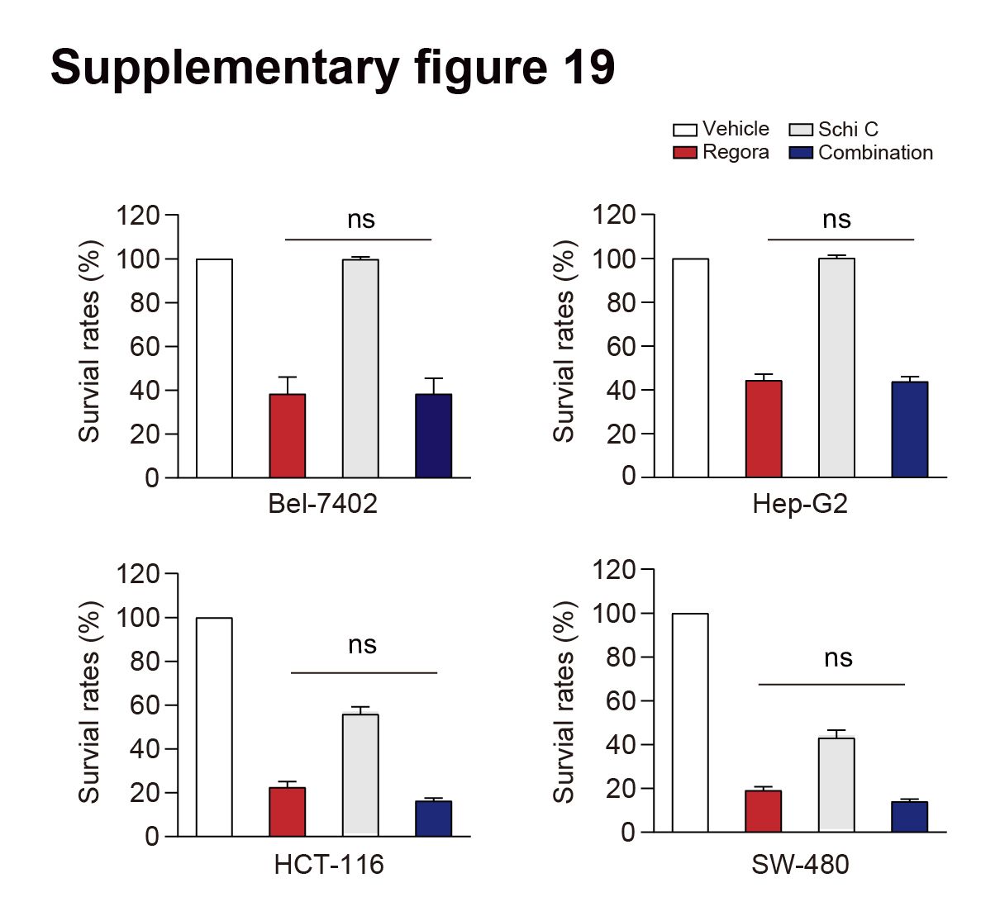 Supplementary figure 19
Vehicle
Schi C
Regora
Combination
120
100
80
60
40
20
0
Survial rates (%)
ns
Bel-7402
120
100
80
60
40
20
0
Survial rates (%)
ns
Hep-G2
120
100
80
60
40
20
0
Survial rates (%)
ns
HCT-116
120
100
80
60
40
20
0
Survial rates (%)
ns
SW-480